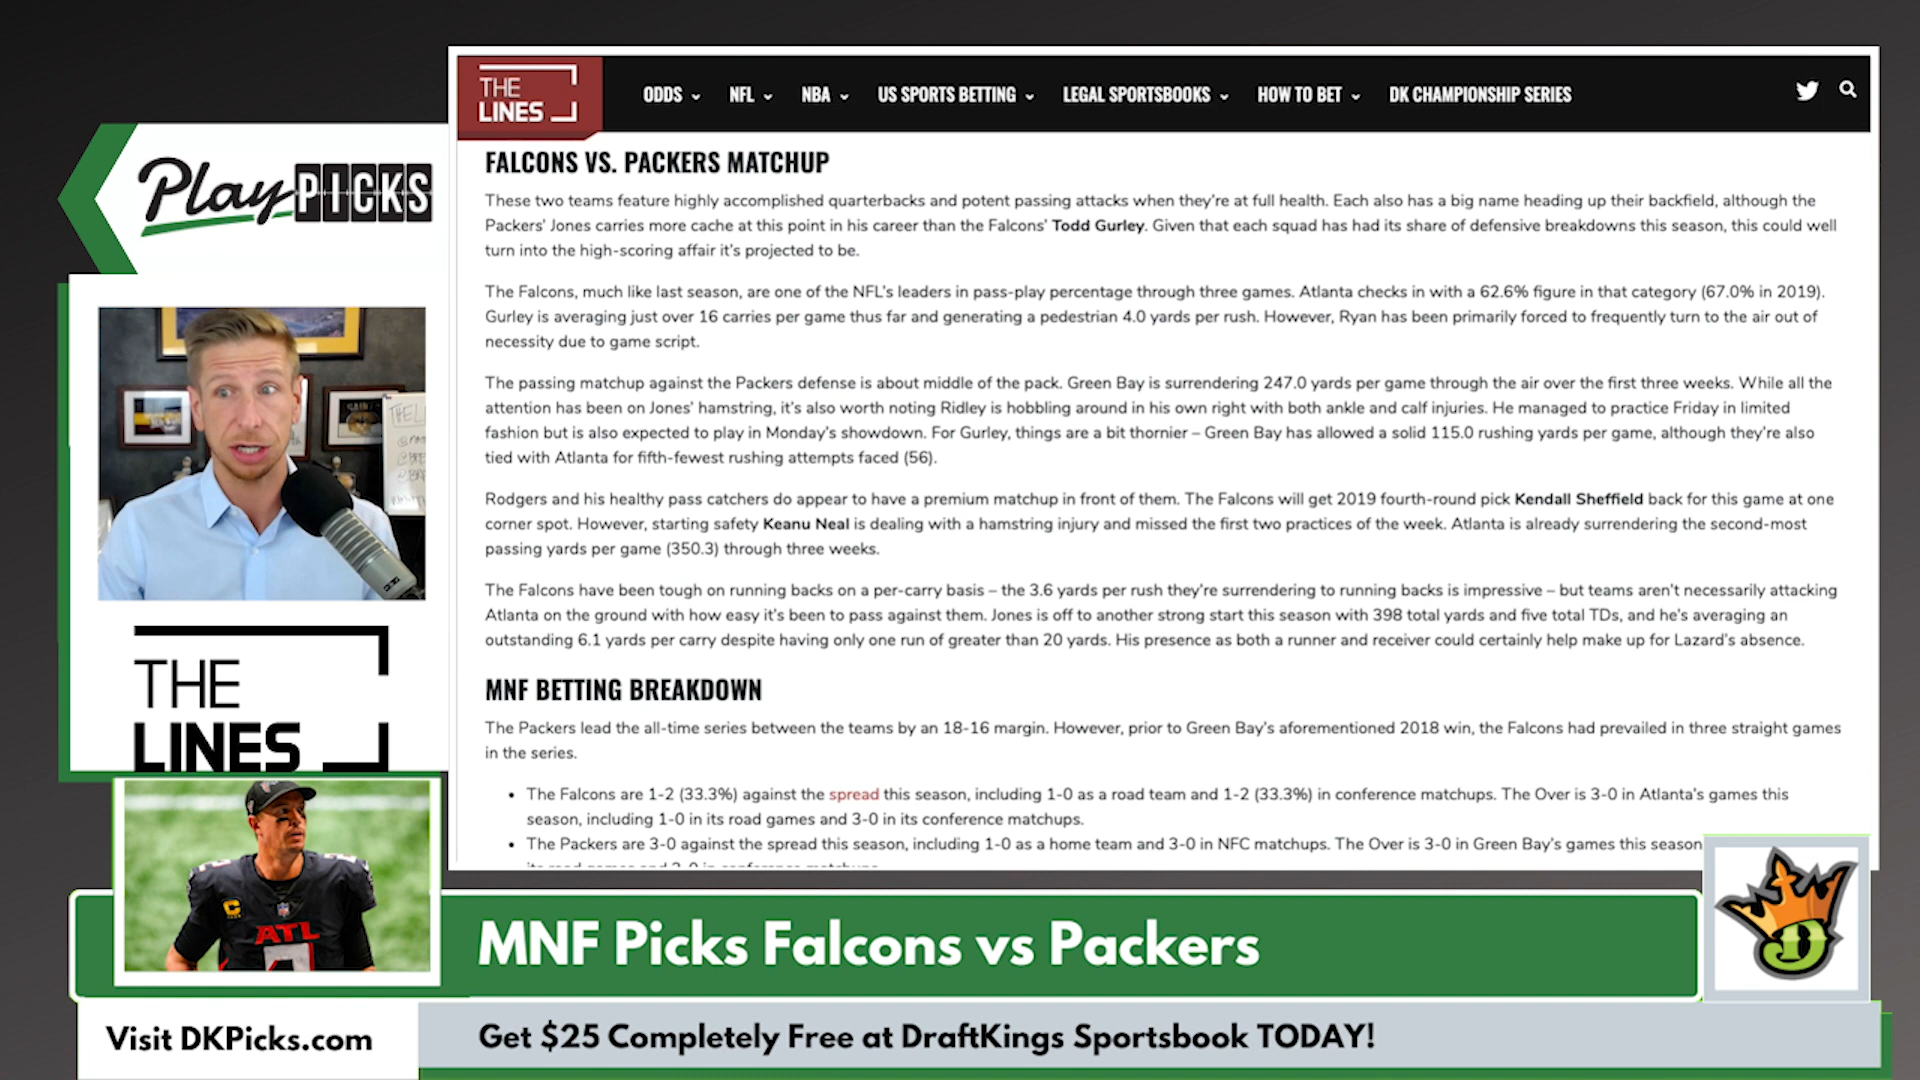 THE
LINES
ODDS NFL NBA US SPORTS BETTING LEGAL SPORTSBOOKS HOW TO BET DK CHAMPIONSHIP SERIES
Play PICKS
FALCONS VS. PACKERS MATCHUP
These two teams feature highly accomplished quarterbacks and potent passing attacks when they're at full health. Each also has a big name heading up their backfield, although the
Packers' Jones carries more cache at this point in his career than the Falcons' Todd Gurley. Given that each squad has had its share of defensive breakdowns this season, this could well
turn into the high-scoring affair it's projected to be.
The Falcons, much like last season, are one of the NFL's leaders in pass-play percentage through three games. Atlanta checks in with a 62.6% figure in that category (67.0% in 2019).
Gurley is averaging just over 16 carries per game thus far and generating a pedestrian 4.0 yards per rush. However, Ryan has been primarily forced to frequently turn to the air out of
necessity due to game script.
The passing matchup against the Packers defense is about middle of the pack. Green Bay is surrendering 247.0 yards per game through the air over the first three weeks. While all the
attention has been on Jones' hamstring, it's also worth noting Ridley is hobbling around in his own right with both ankle and calf injuries. He managed to practice Friday in limited
fashion but is also expected to play in Monday's showdown. For Gurley, things are a bit thornier – Green Bay has allowed a solid 115.0 rushing yards per game, although they're also
tied with Atlanta for fifth-fewest rushing attempts faced (56).
Rodgers and his healthy pass catchers do appear to have a premium matchup in front of them. The Falcons will get 2019 fourth-round pick Kendall Sheffield back for this game at one
corner spot. However, starting safety Keanu Neal is dealing with a hamstring injury and missed the first two practices of the week. Atlanta is already surrendering the second-most
passing yards per game (350.3) through three weeks.
The Falcons have been tough on running backs on a per-carry basis – the 3.6 yards per rush they're surrendering to running backs is impressive – but teams aren't necessarily attacking
Atlanta on the ground with how easy it's been to pass against them. Jones is off to another strong start this season with 398 total yards and five total TDs, and he's averaging an
outstanding 6.1 yards per carry despite having only one run of greater than 20 yards. His presence as both a runner and receiver could certainly help make up for Lazard's absence.
MNF BETTING BREAKDOWN
The Packers lead the all-time series between the teams by an 18-16 margin. However, prior to Green Bay's aforementioned 2018 win, the Falcons had prevailed in three straight games
in the series.
• The Falcons are 1-2 (33.3%) against the spread this season, including 1-0 as a road team and 1-2 (33.3%) in conference matchups. The Over is 3-0 in Atlanta's games this
season, including 1-0 in its road games and 3-0 in its conference matchups.
• The Packers are 3-0 against the spread this season, including 1-0 as a home team and 3-0 in NFC matchups. The Over is 3-0 in Green Bay's games this season
THE
LINES
ATL
MNF Picks Falcons vs Packers
Visit DKPicks.com
Get $25 Completely Free at DraftKings Sportsbook TODAY!